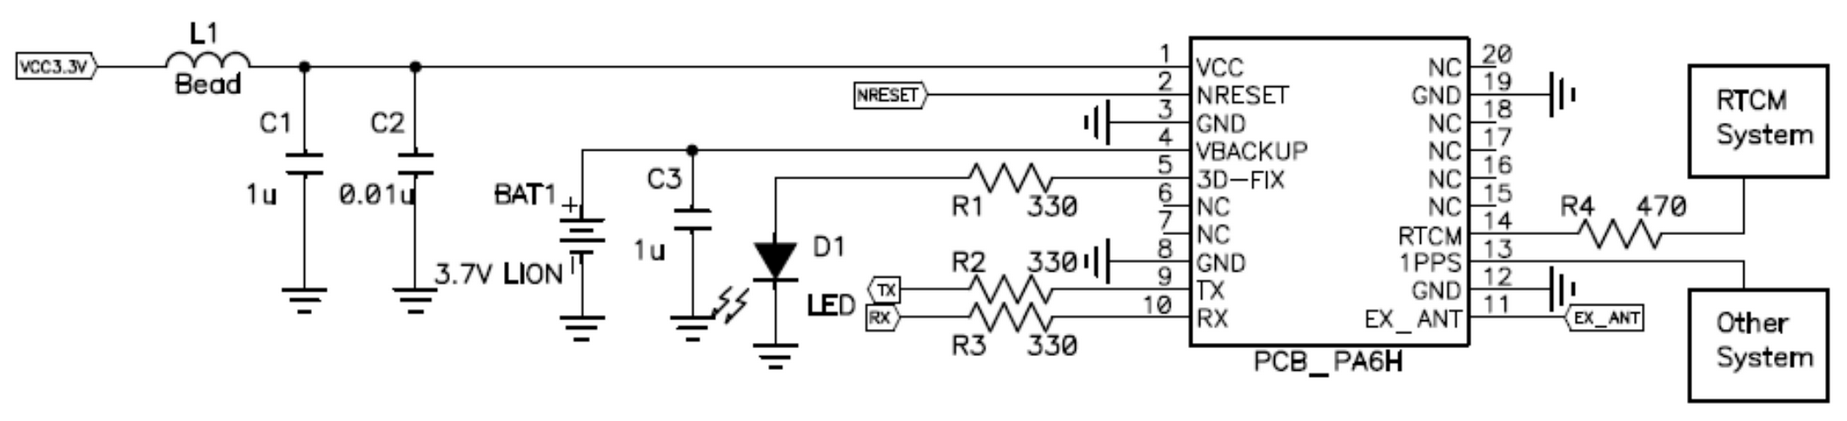 L1
VCC3.3V
Bead
C1
1u
C2
0.01u
BAT1
+
3.7V LION
C3
1u
D1
LED
NRESET
R1 330
R2 330
TX
RX
R3 330
1 VCC
2 NRESET
3 GND
4 VBACKUP
5 3D-FIX
6 NC
7 NC
8 GND
9 TX
10 RX
NC 20
GND 19
NC 18
NC 17
NC 16
NC 15
RTCM 14
1PPS 13
GND 12
EX_ANT 11
PCB_PA6H
R4 470
EX_ANT
RTCM
System
Other
System